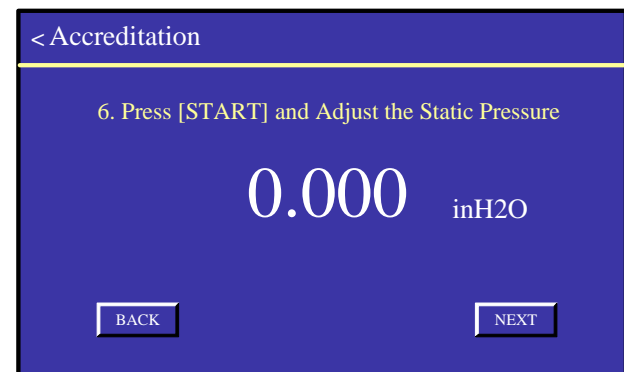 < Accreditation
6. Press [START] and Adjust the Static Pressure
0.000 inH2O
BACK NEXT